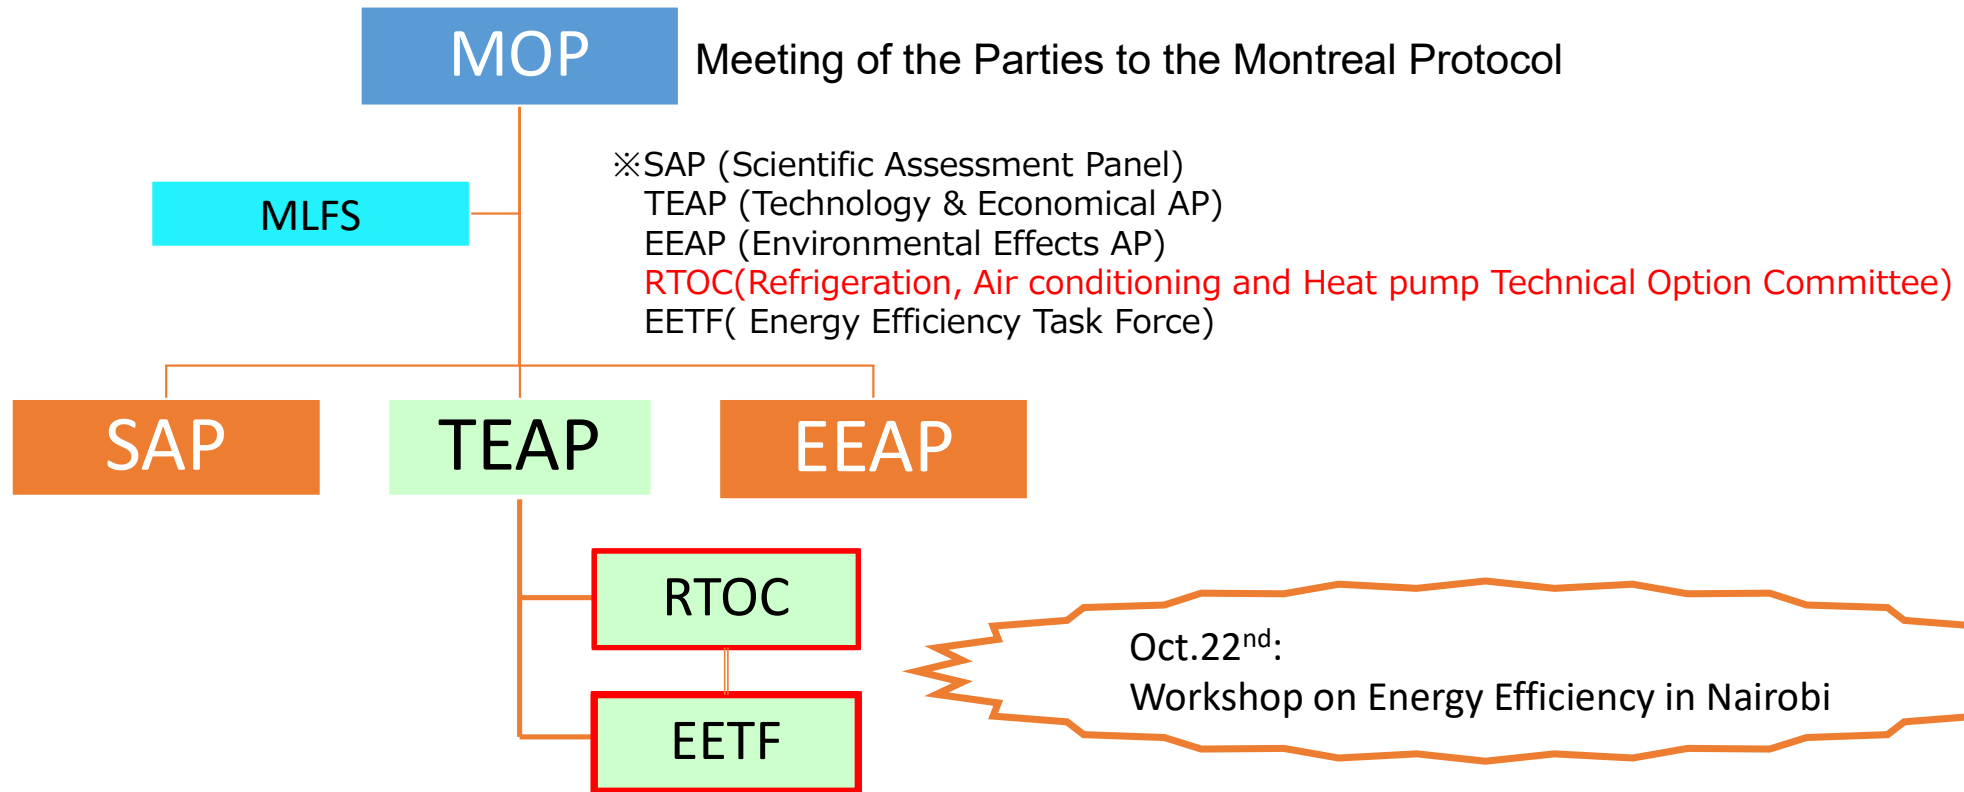 MOP
Meeting of the Parties to the Montreal Protocol
※SAP (Scientific Assessment Panel)
TEAP (Technology & Economical AP)
EEAP (Environmental Effects AP)
RTOC(Refrigeration, Air conditioning and Heat pump Technical Option Committee)
EETF( Energy Efficiency Task Force)
MLFS
SAP
TEAP
EEAP
RTOC
EETF
Oct.22nd:
Workshop on Energy Efficiency in Nairobi